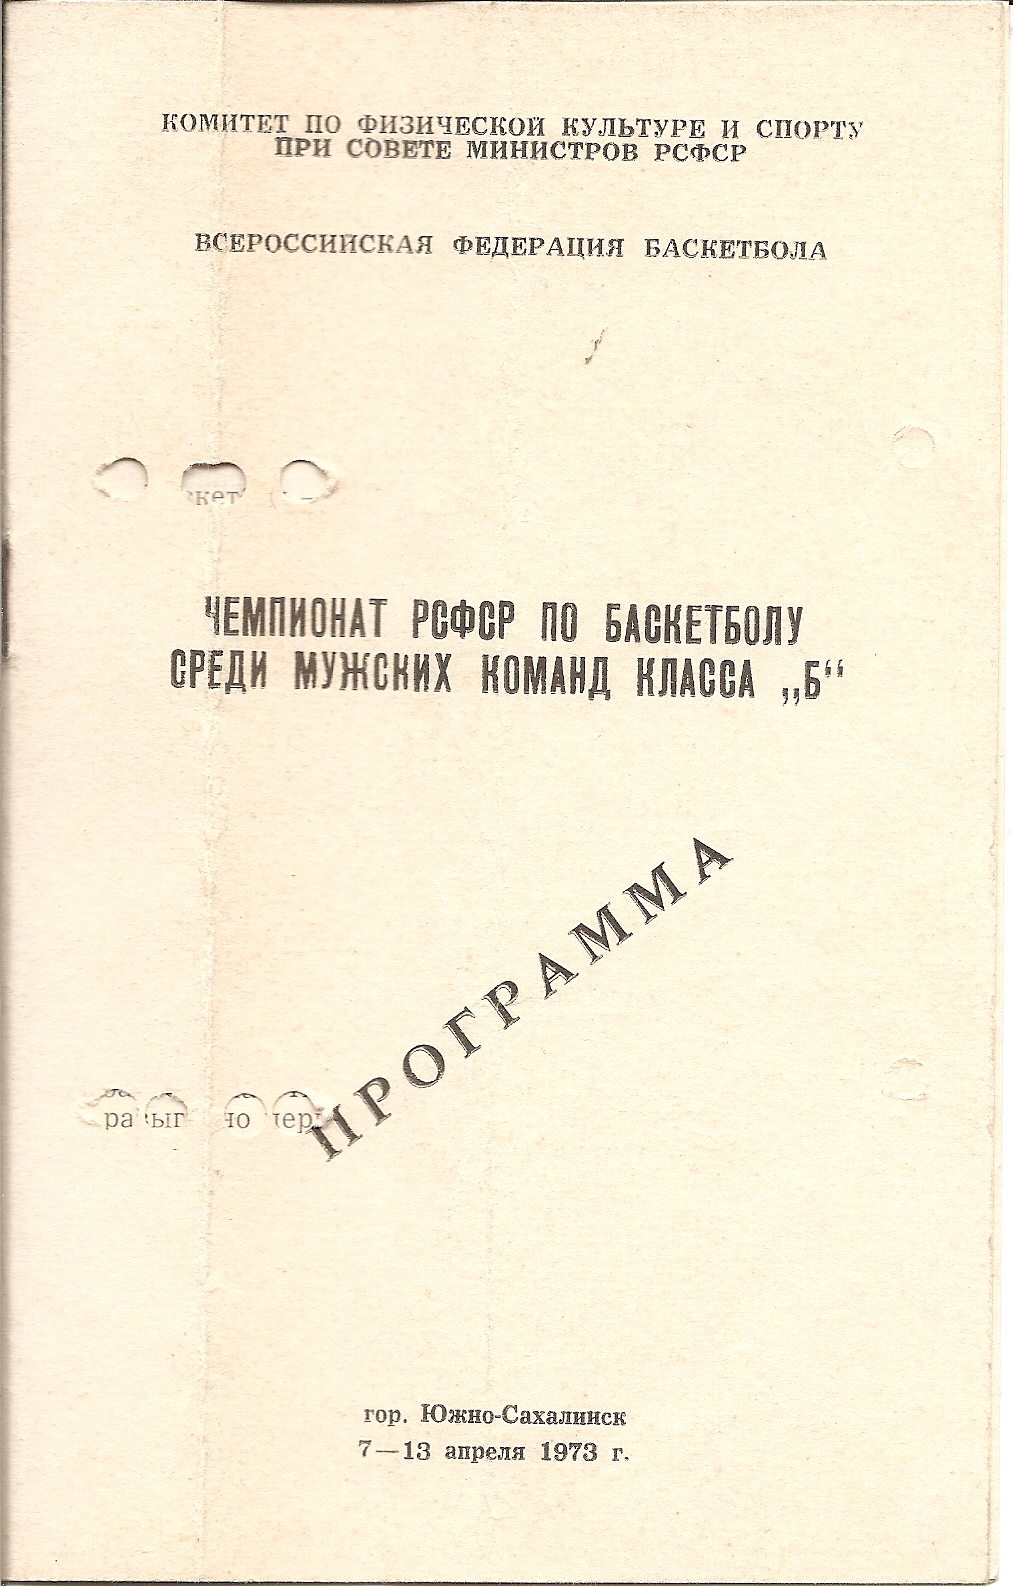 КОМИТЕТ ПО ФИЗИЧЕСКОЙ КУЛЬТУРЕ И СПОРТУ
ПРИ СОВЕТЕ МИНИСТРОВ РСФСР
ВСЕРОССИЙСКАЯ ФЕДЕРАЦИЯ БАСКЕТБОЛА
ЧЕМПИОНАТ РСФСР ПО БАСКЕТБОЛУ
СРЕДИ МУЖСКИХ КОМАНД КЛАССА „Б“
ПРОГРАММА
гор. Южно-Сахалинск
7—13 апреля 1973 г.